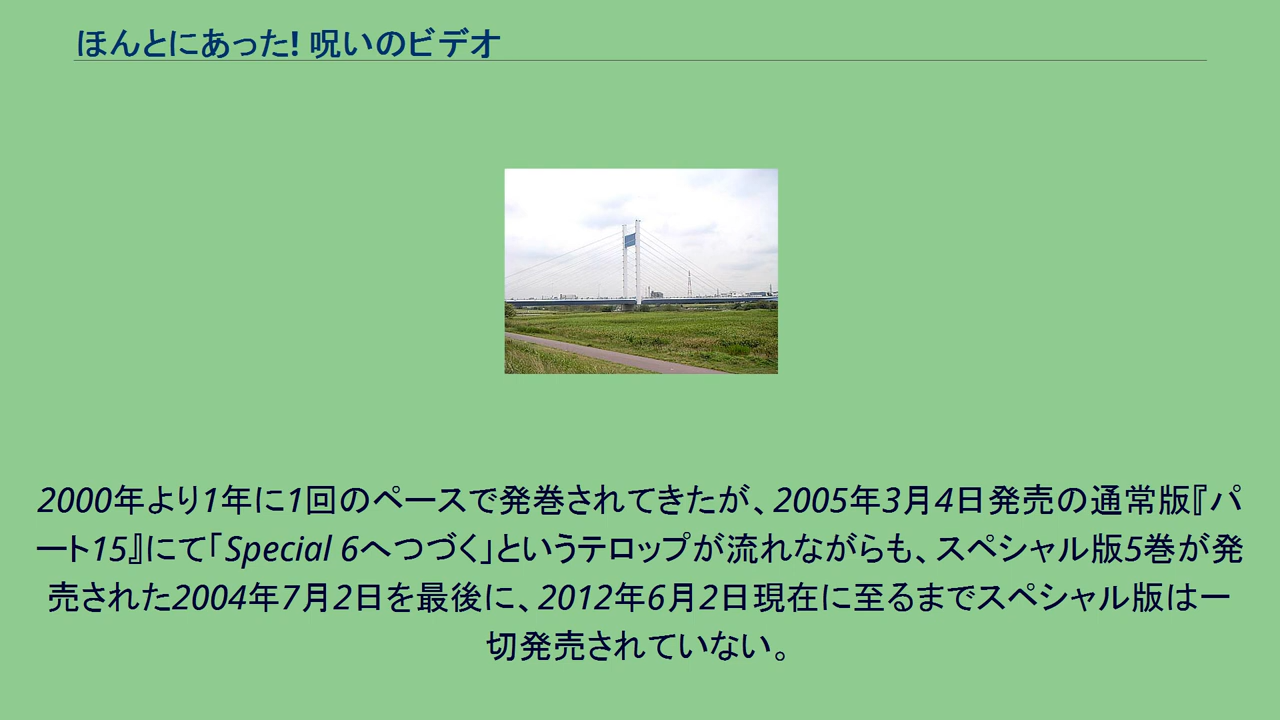 ほんとにあった! 呪いのビデオ
2000年より1年に1回のペースで発巻されてきたが、2005年3月4日発売の通常版『パ
ート15』にて「Special 6へつづく」というテロップが流れながらも、スペシャル版5巻が発
売された2004年7月2日を最後に、2012年6月2日現在に至るまでスペシャル版は一
切発売されていない。